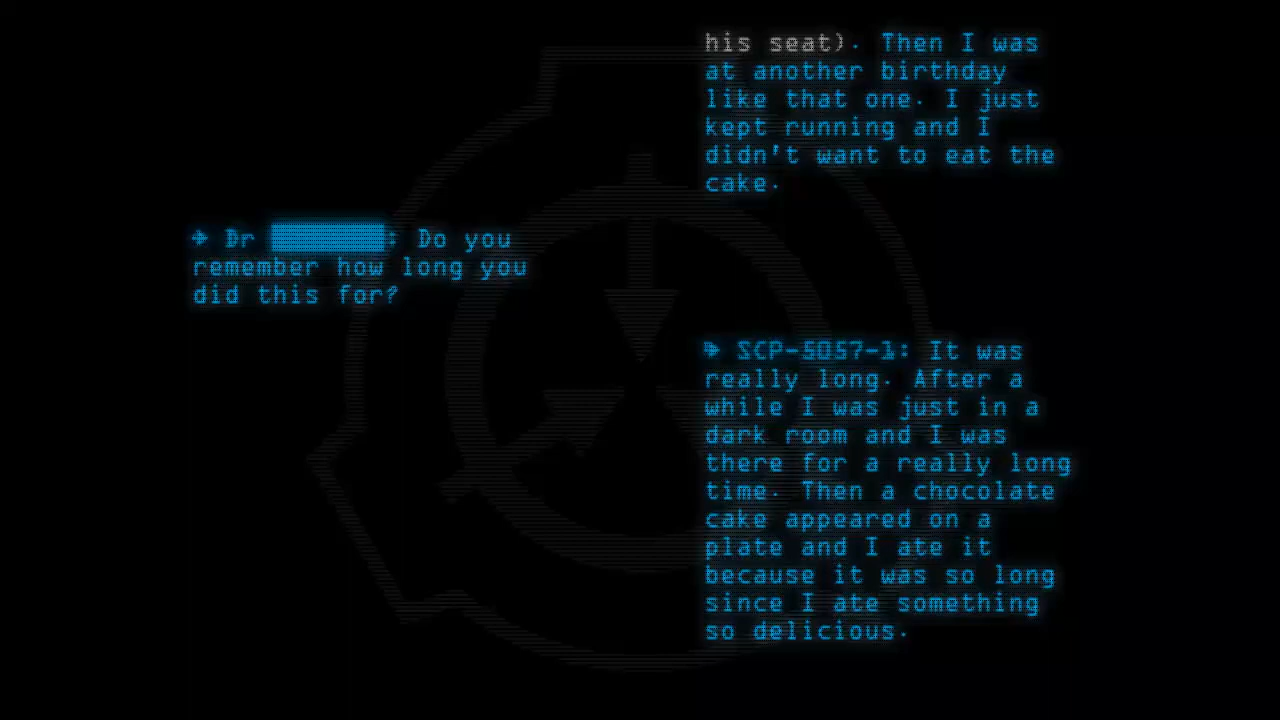 his seat). Then I was
at another birthday
like that one. I just
kept running and I
didn't want to eat the
cake.
→ Dr ███████: Do you
remember how long you
did this for?
→ SCP-5057-1: It was
really long. After a
while I was just in a
dark room and I was
there for a really long
time. Then a chocolate
cake appeared on a
plate and I ate it
because it was so long
since I ate something
so delicious.